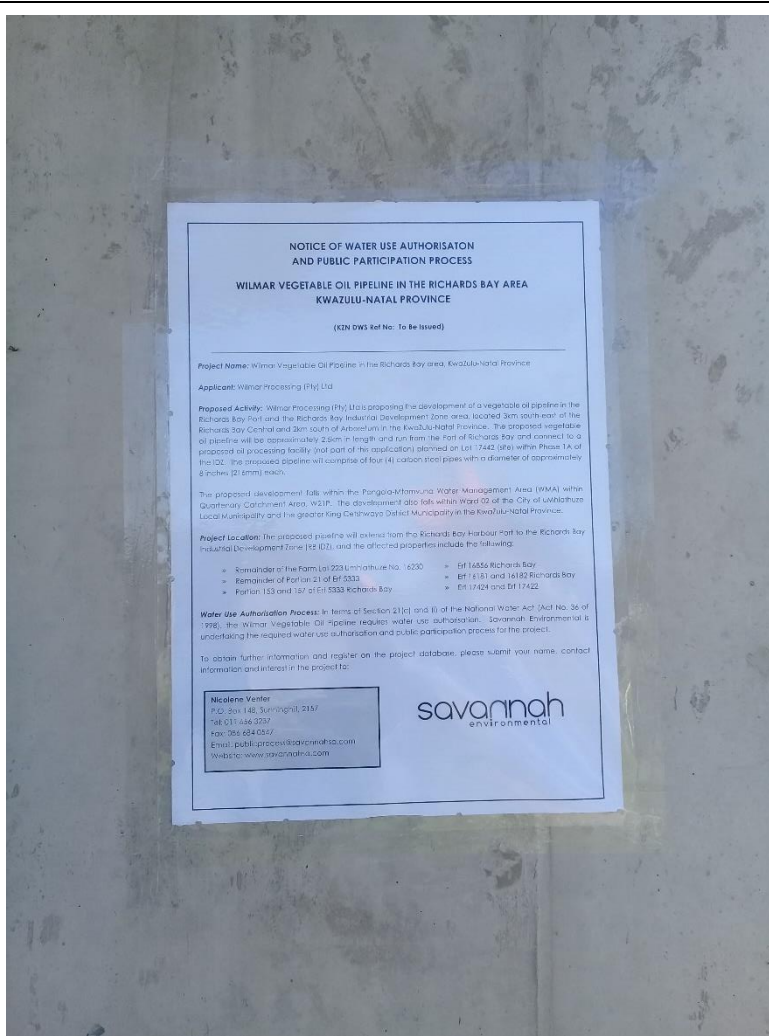 NOTICE OF WATER USE AUTHORISATON
AND PUBLIC PARTICIPATION PROCESS
WILMAR VEGETABLE OIL PIPELINE IN THE RICHARDS BAY AREA
KWAZULU-NATAL PROVINCE
(KZN DWS Ref No: To Be Issued)
Project Name: Wilmar Vegetable Oil Pipeline in the Richards Bay area, KwaZulu-Natal Province
Applicant: Wilmar Processing (Pty) Ltd
Proposed Activity: Wilmar Processing (Pty) Ltd is proposing the development of a vegetable oil pipeline in the
Richards Bay Port and the Richards Bay Industrial Development Zone area, located 3km south-east of the
Richards Bay Central and 2km south of Arboretum in the KwaZulu-Natal Province. The proposed vegetable
oil pipeline will be approximately 2.5km in length and run from the Port of Richards Bay and connect to a
proposed oil processing facility (not part of this application) planned on Lot 17442 (site) within Phase 1A of
the IDZ. The proposed pipeline will comprise of four (4) carbon steel pipes with a diameter of approximately
8 inches (216mm) each.
The proposed development falls within the Pongola-Mtamvuna Water Management Area (WMA) within
Quaternary Catchment Area, W21P. The development also falls within Ward 02 of the City of uMhlathuze
Local Municipality and the greater King Cetshwayo District Municipality in the KwaZulu-Natal Province.
Project Location: The proposed pipeline will extend from the Richards Bay Harbour Port to the Richards Bay
Industrial Development Zone (RB IDZ), and the affected properties include the following:
» Remainder of the Farm Lot 223 Umhlathuze No. 16230 » Erf 16856 Richards Bay
» Remainder of Portion 21 of Erf 5333 » Erf 16181 and 16182 Richards Bay
» Portion 153 and 157 of Erf 5333 Richards Bay » Erf 17424 and Erf 17422
Water Use Authorisation Process: In terms of Section 21(c) and (i) of the National Water Act (Act No. 36 of
1998), the Wilmar Vegetable Oil Pipeline requires water use authorisation. Savannah Environmental is
undertaking the required water use authorisation and public participation process for the project.
To obtain further information and register on the project database, please submit your name, contact
information and interest in the project to:
Nicolene Venter
P.O. Box 148, Sunninghill, 2157
Tel: 011 656 3237
Fax: 086 684 0547
Email: publicprocess@savannahsa.com
Website: www.savannahsa.com
savannah
environmental